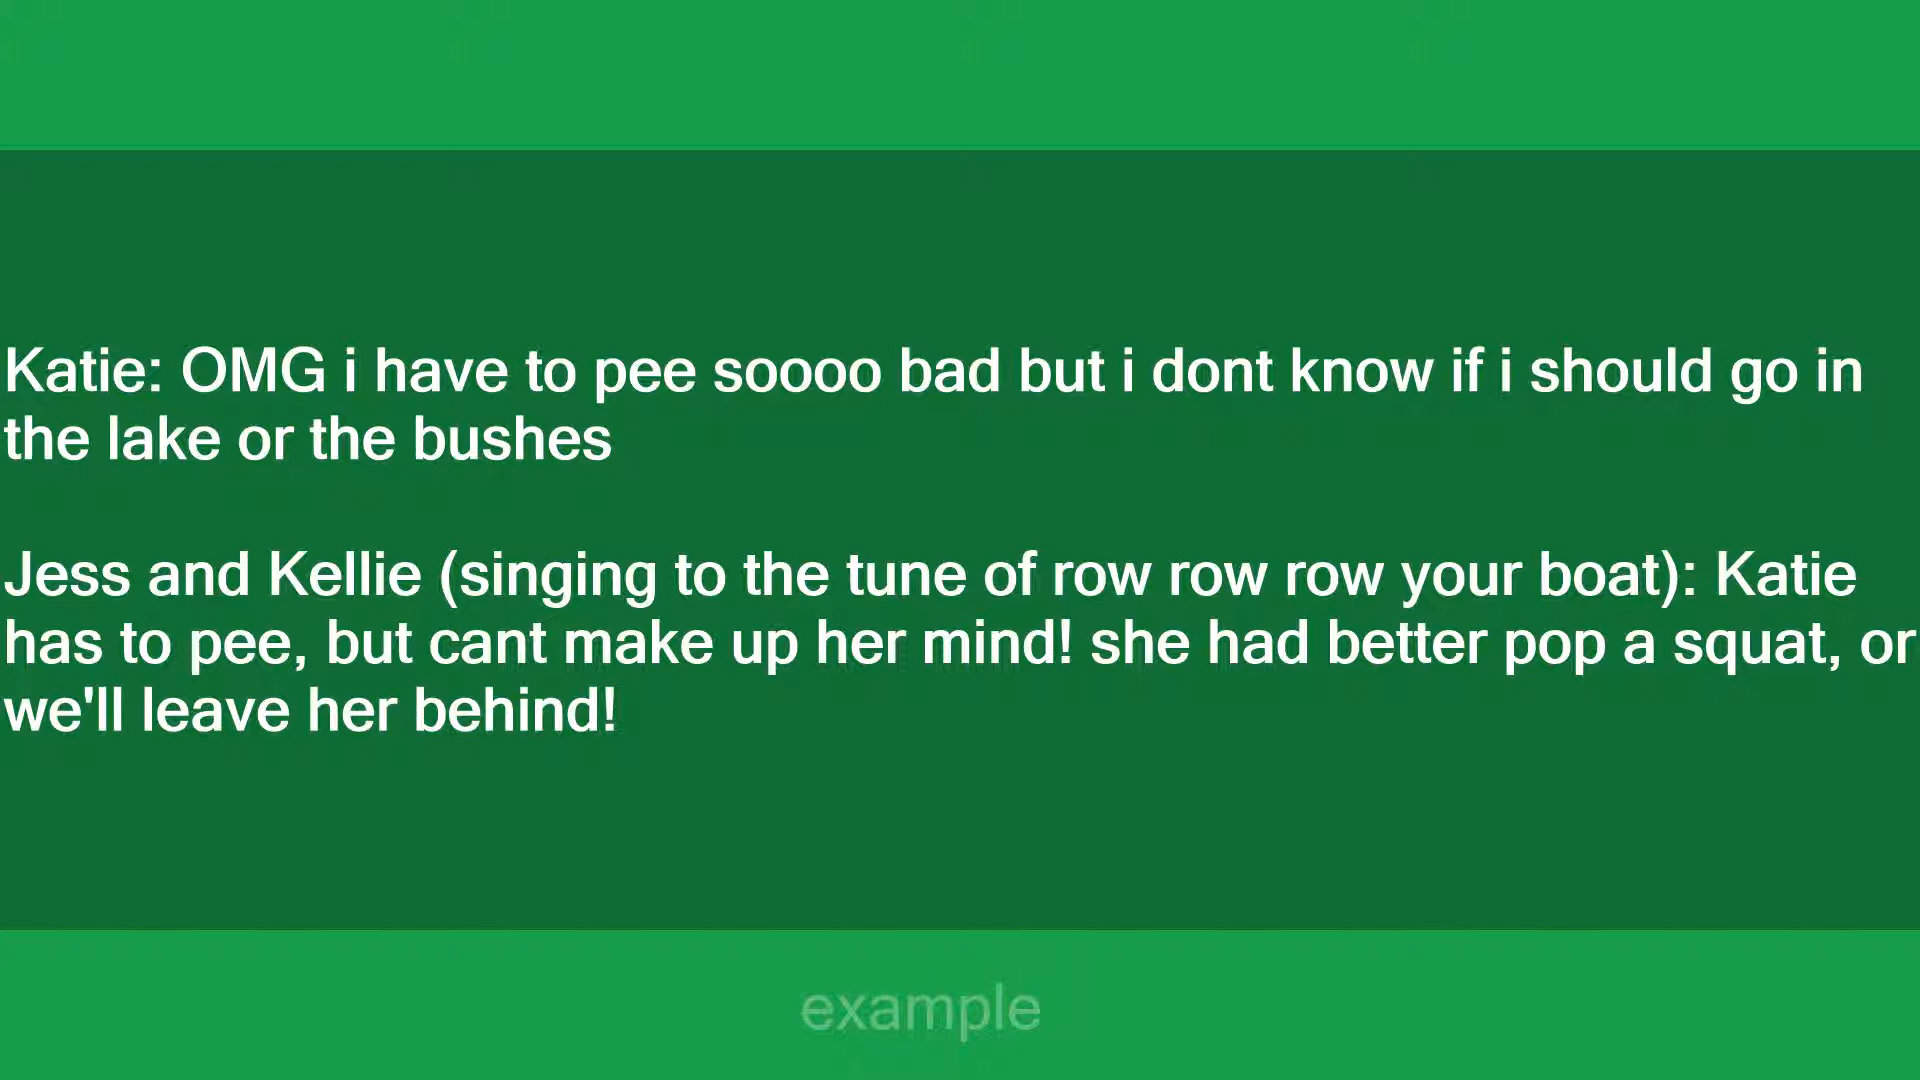 Katie: OMG i have to pee soooo bad but i dont know if i should go in
the lake or the bushes
Jess and Kellie (singing to the tune of row row row your boat): Katie
has to pee, but cant make up her mind! she had better pop a squat, or
we'll leave her behind!
example